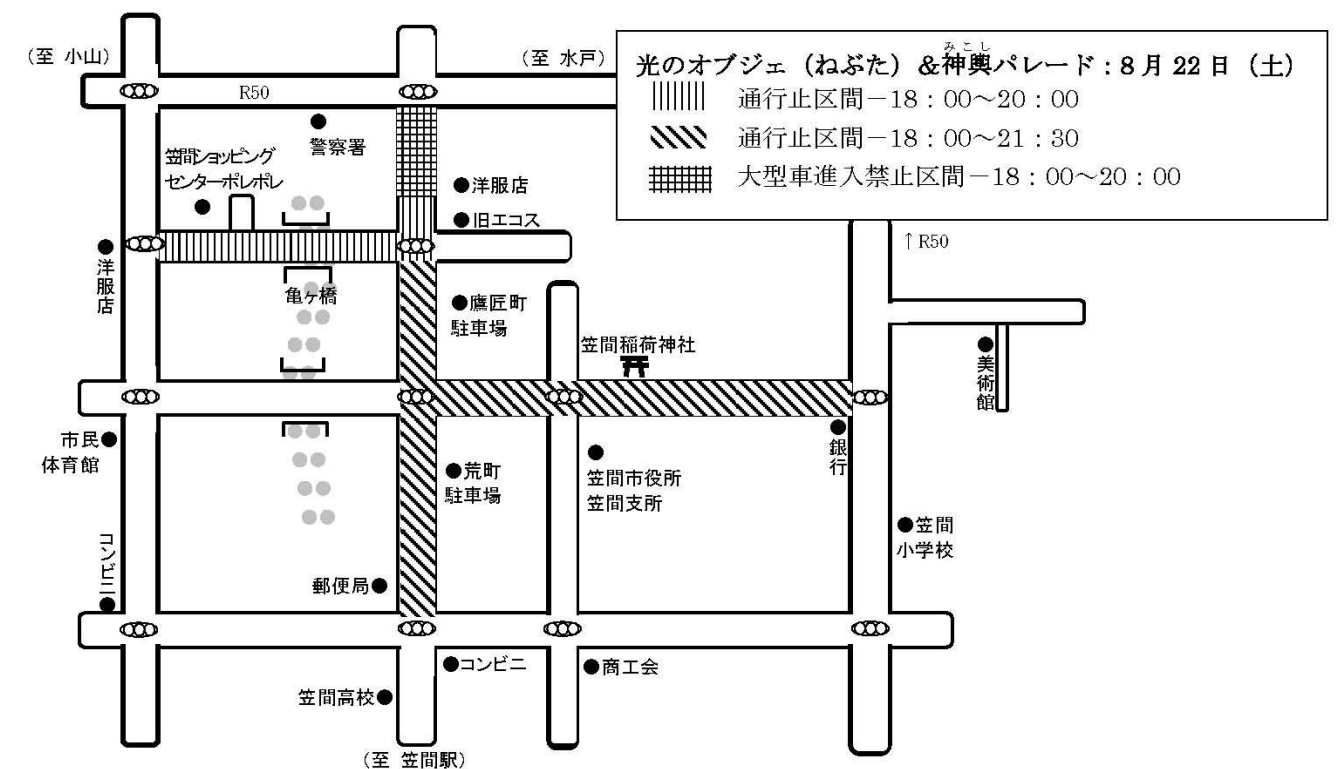 (至 小山)
(至 水戸)
R50
みこし
光のオブジェ（ねぶた）＆神輿パレード：8月22日（土）
通行止区間－18：00～20：00
通行止区間－18：00～21：30
大型車進入禁止区間－18：00～20：00
警察署
笠間ショッピング
センターポレポレ
洋服店
旧エコス
↑R50
洋服店
亀ヶ橋
鷹匠町
駐車場
笠間稲荷神社
美術館
市民
体育館
荒町
駐車場
笠間市役所
笠間支所
銀行
笠間
小学校
コンビニ
郵便局
コンビニ
商工会
笠間高校
(至 笠間駅)